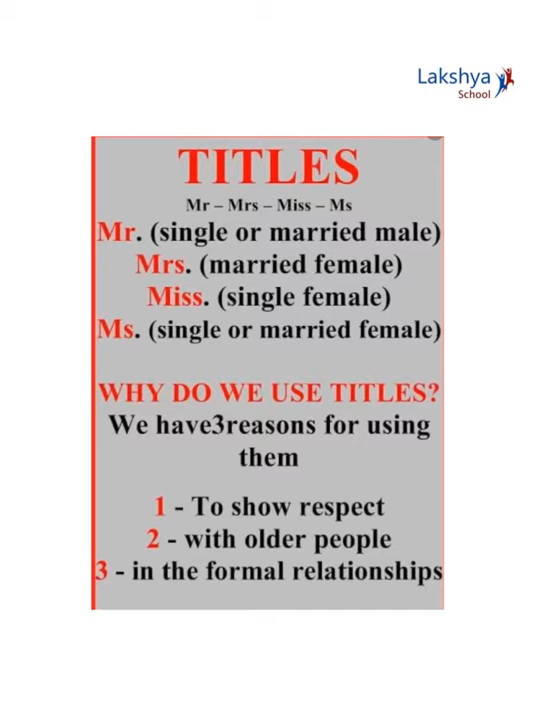 Lakshya
School
TITLES
Mr – Mrs – Miss – Ms
Mr. (single or married male)
Mrs. (married female)
Miss. (single female)
Ms. (single or married female)
WHY DO WE USE TITLES?
We have3reasons for using
them
1 - To show respect
2 - with older people
3 - in the formal relationships